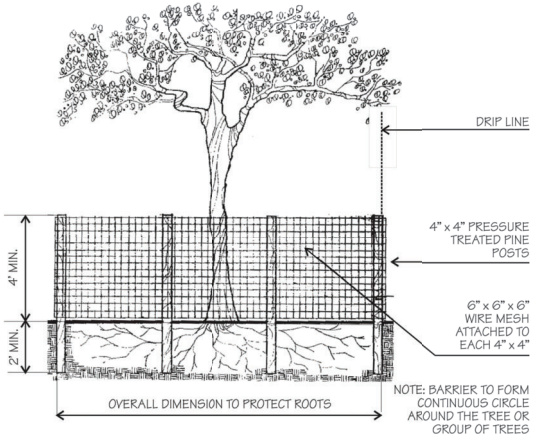 DRIP LINE
4" x 4" PRESSURE
TREATED PINE
POSTS
4' MIN.
6" x 6" x 6"
WIRE MESH
ATTACHED TO
EACH 4" x 4"
2' MIN.
OVERALL DIMENSION TO PROTECT ROOTS
NOTE: BARRIER TO FORM
CONTINUOUS CIRCLE
AROUND THE TREE OR
GROUP OF TREES